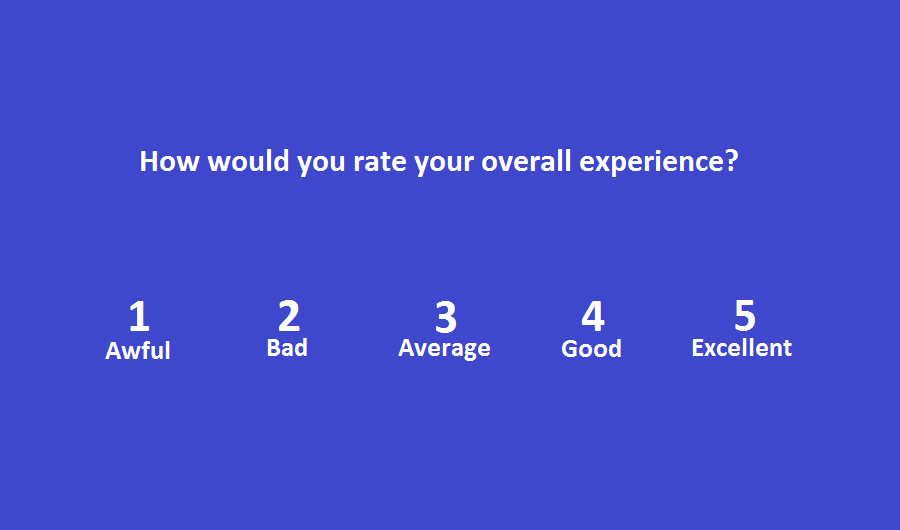 How would you rate your overall experience?
1 2 3 4 5
Awful Bad Average Good Excellent